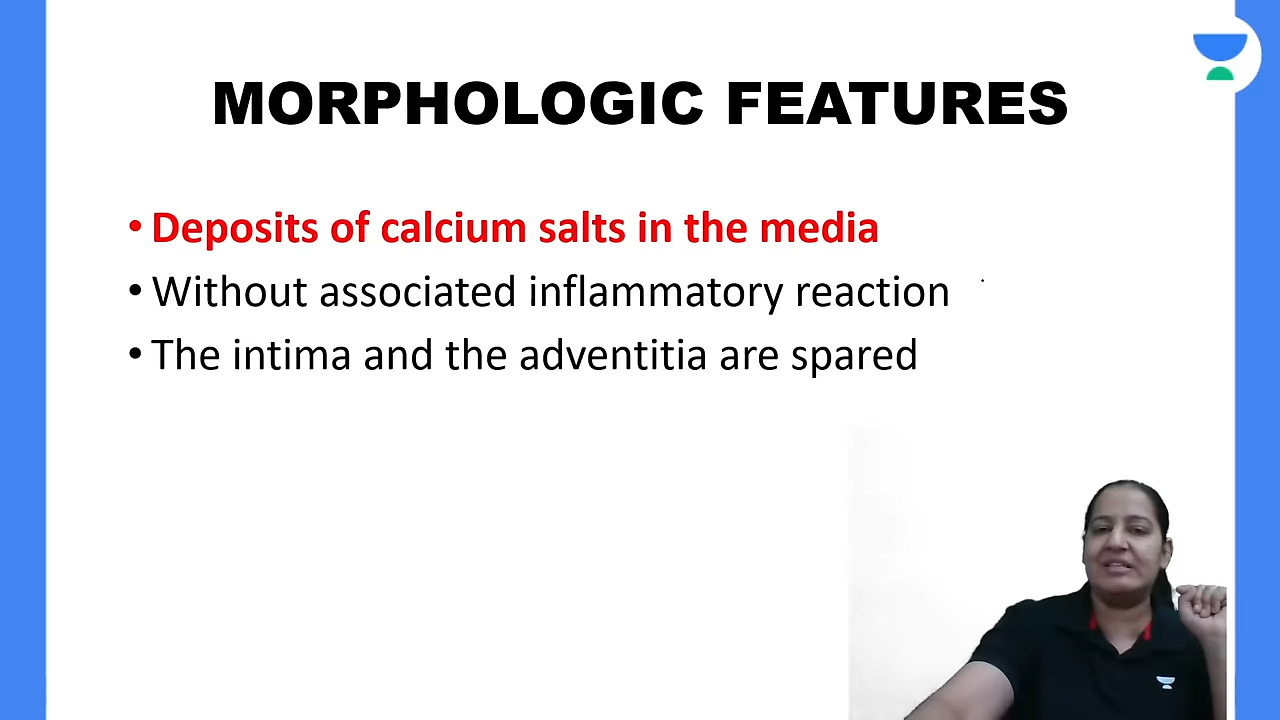 MORPHOLOGIC FEATURES
• Deposits of calcium salts in the media
• Without associated inflammatory reaction
• The intima and the adventitia are spared